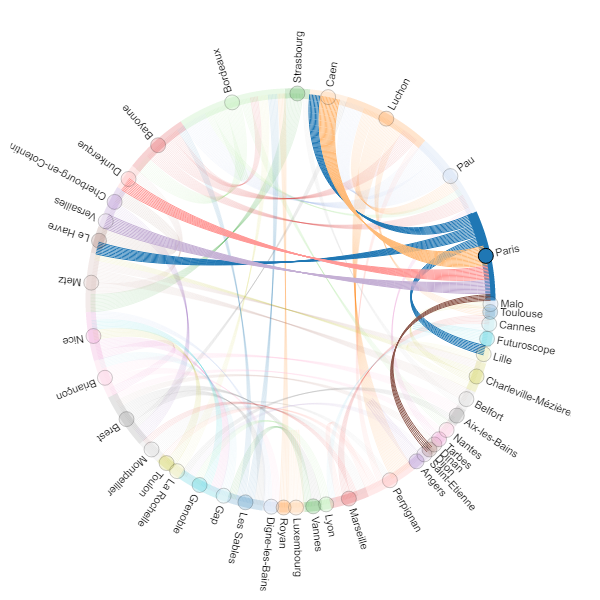 Strasbourg
Caen
Luchon
Pau
Paris
Malo
Toulouse
Cannes
Futuroscope
Lille
Charleville-Mézière
Belfort
Aix-les-Bains
Nantes
Tarbes
Dinan
Dijon
Saint-Etienne
Angers
Perpignan
Marseille
Lyon
Vannes
Luxembourg
Royan
Digne-les-Bains
Les Sables
Gap
Grenoble
La Rochelle
Toulon
Montpellier
Brest
Briançon
Nice
Metz
Le Havre
Versailles
Cherbourg-en-Cotentin
Dunkerque
Bayonne
Bordeaux